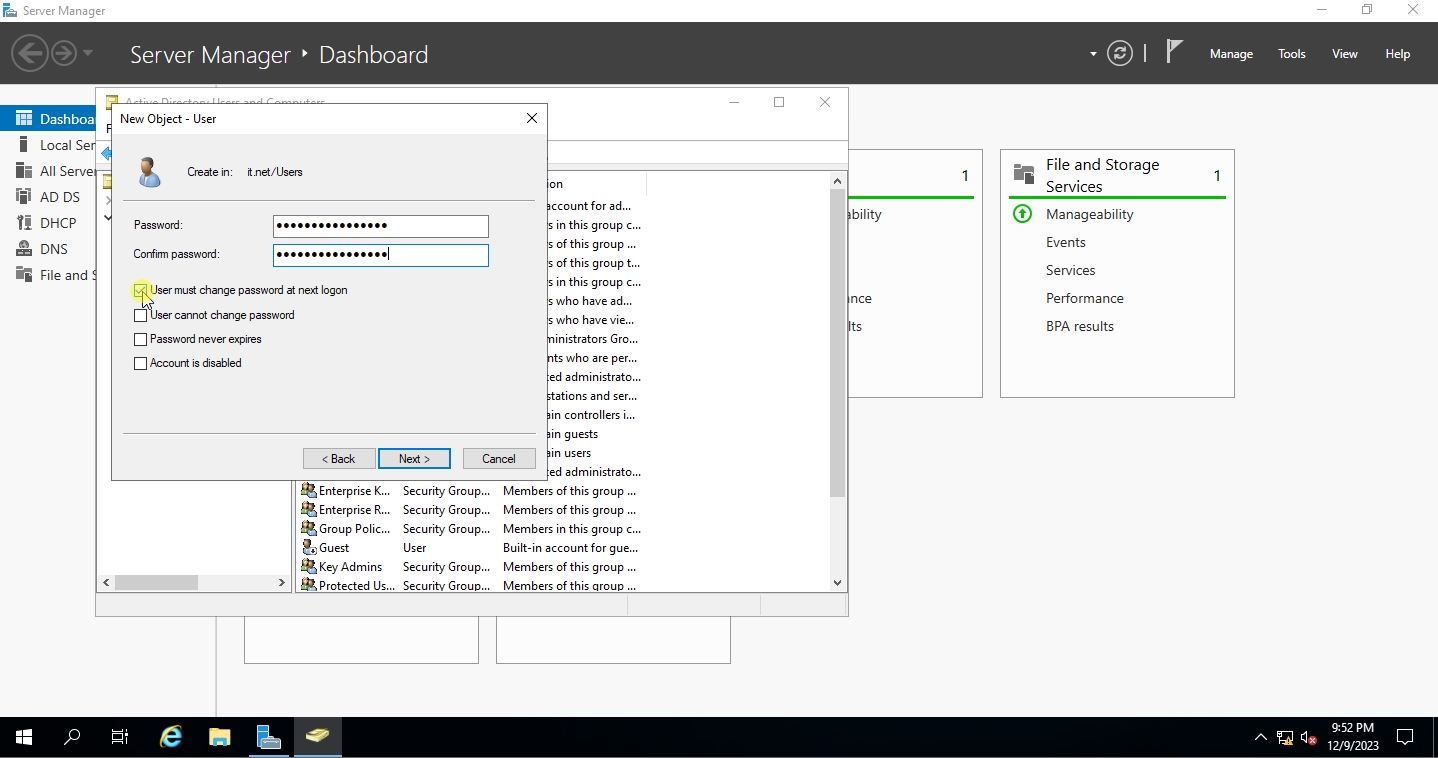 Server Manager
Server Manager ‣ Dashboard
Manage Tools View Help
Active Directory Users and Computers
New Object - User
Dashboa
Local Ser
All Server
AD DS
DHCP
DNS
File and S
Create in: it.net/Users
Password: ●●●●●●●●●●●●●●●●
Confirm password: ●●●●●●●●●●●●●●●●
User must change password at next logon
User cannot change password
Password never expires
Account is disabled
< Back Next > Cancel
ion
account for ad...
s in this group c...
s of this group ...
s of this group t...
s in this group c...
s who have ad...
s who have vie...
ministrators Gro...
nts who are per...
ted administrato...
stations and ser...
ain controllers i...
ain guests
ain users
ted administrato...
Enterprise K... Security Group... Members of this group ...
Enterprise R... Security Group... Members of this group ...
Group Polic... Security Group... Members in this group c...
Guest User Built-in account for gue...
Key Admins Security Group... Members of this group ...
Protected Us... Security Group... Members of this group ...
1
ability
nce
lts
File and Storage
Services
1
Manageability
Events
Services
Performance
BPA results
9:52 PM
12/9/2023